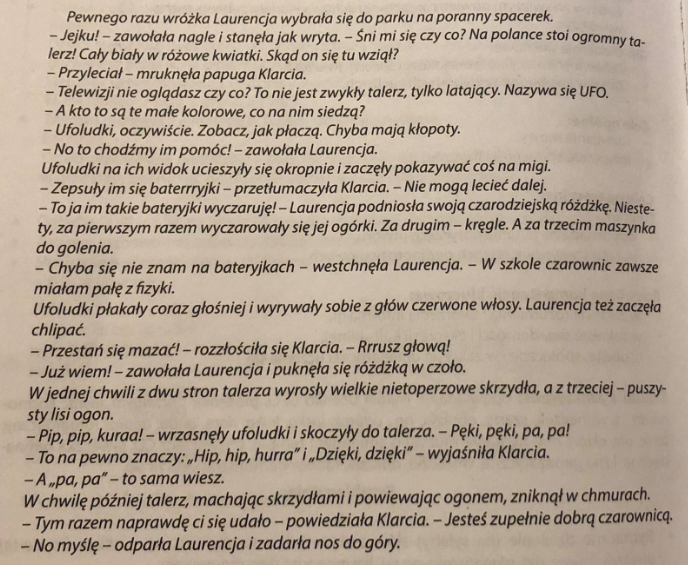 Pewnego razu wróżka Laurencja wybrała się do parku na poranny spacerek.
– Jejku! – zawołała nagle i stanęła jak wryta. – Śni mi się czy co? Na polance stoi ogromny ta-
lerz! Cały biały w różowe kwiatki. Skąd on się tu wziął?
– Przyleciał – mruknęła papuga Klarcia.
– Telewizji nie oglądasz czy co? To nie jest zwykły talerz, tylko latający. Nazywa się UFO.
– A kto to są te małe kolorowe, co na nim siedzą?
– Ufoludki, oczywiście. Zobacz, jak płaczą. Chyba mają kłopoty.
– No to chodźmy im pomóc! – zawołała Laurencja.
Ufoludki na ich widok ucieszyły się okropnie i zaczęły pokazywać coś na migi.
– Zepsuły im się baterrryjki – przetłumaczyła Klarcia. – Nie mogą lecieć dalej.
– To ja im takie bateryjki wyczaruję! – Laurencja podniosła swoją czarodziejską różdżkę. Nieste-
ty, za pierwszym razem wyczarowały się jej ogórki. Za drugim – kręgle. A za trzecim maszynka
do golenia.
– Chyba się nie znam na bateryjkach – westchnęła Laurencja. – W szkole czarownic zawsze
miałam pałę z fizyki.
Ufoludki płakały coraz głośniej i wyrywały sobie z głów czerwone włosy. Laurencja też zaczęła
chlipać.
– Przestań się mazać! – rozzłościła się Klarcia. – Rrrusz głową!
– Już wiem! – zawołała Laurencja i puknęła się różdżką w czoło.
W jednej chwili z dwu stron talerza wyrosły wielkie nietoperzowe skrzydła, a z trzeciej – puszy-
sty lisi ogon.
– Pip, pip, kuraa! – wrzasnęły ufoludki i skoczyły do talerza. – Pęki, pęki, pa, pa!
– To na pewno znaczy: „Hip, hip, hurra” i „Dzięki, dzięki” – wyjaśniła Klarcia.
– A „pa, pa” – to sama wiesz.
W chwilę później talerz, machając skrzydłami i powiewając ogonem, zniknął w chmurach.
– Tym razem naprawdę ci się udało – powiedziała Klarcia. – Jesteś zupełnie dobrą czarownicą.
– No myślę – odparła Laurencja i zadarła nos do góry.